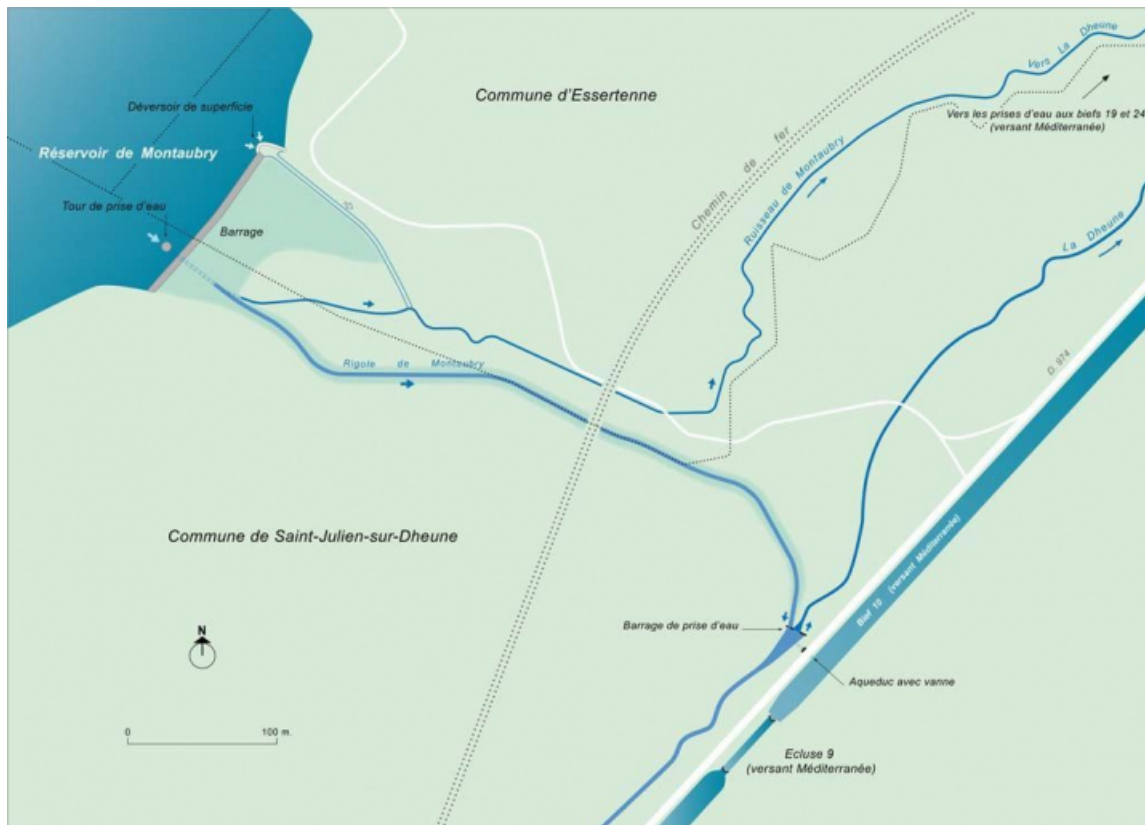 Déversoir de superficie
Commune d'Essertenne
Réservoir de Montaubry
Tour de prise d'eau
Barrage
Chemin de fer
Ruisseau de Montaubry
Vers La Dheune
Vers les prises d'eau aux biefs 19 et 24
(versant Méditerranée)
La Dheune
Rigole de Montaubry
D. 974
Commune de Saint-Julien-sur-Dheune
Bief 10 (versant Méditerranée)
Barrage de prise d'eau
Aqueduc avec vanne
N
0 100 m.
Ecluse 9
(versant Méditerranée)